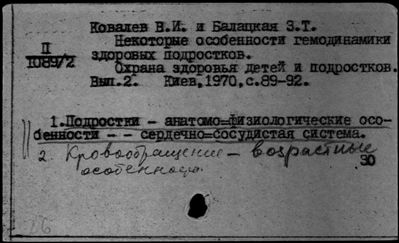 Ковалев В.И. и Балацкая З.Т.
Некоторые особенности гемодинамики
здоровых подростков.
П
1089/2
Охрана здоровья детей и подростков.
Вып.2. Киев, 1970, с.89-92.
1.Подростки - анатомо=физиологические осо-
бенности - - сердечно=сосудистая система.
2. Кровообращение - возрастные
особенности
30
16